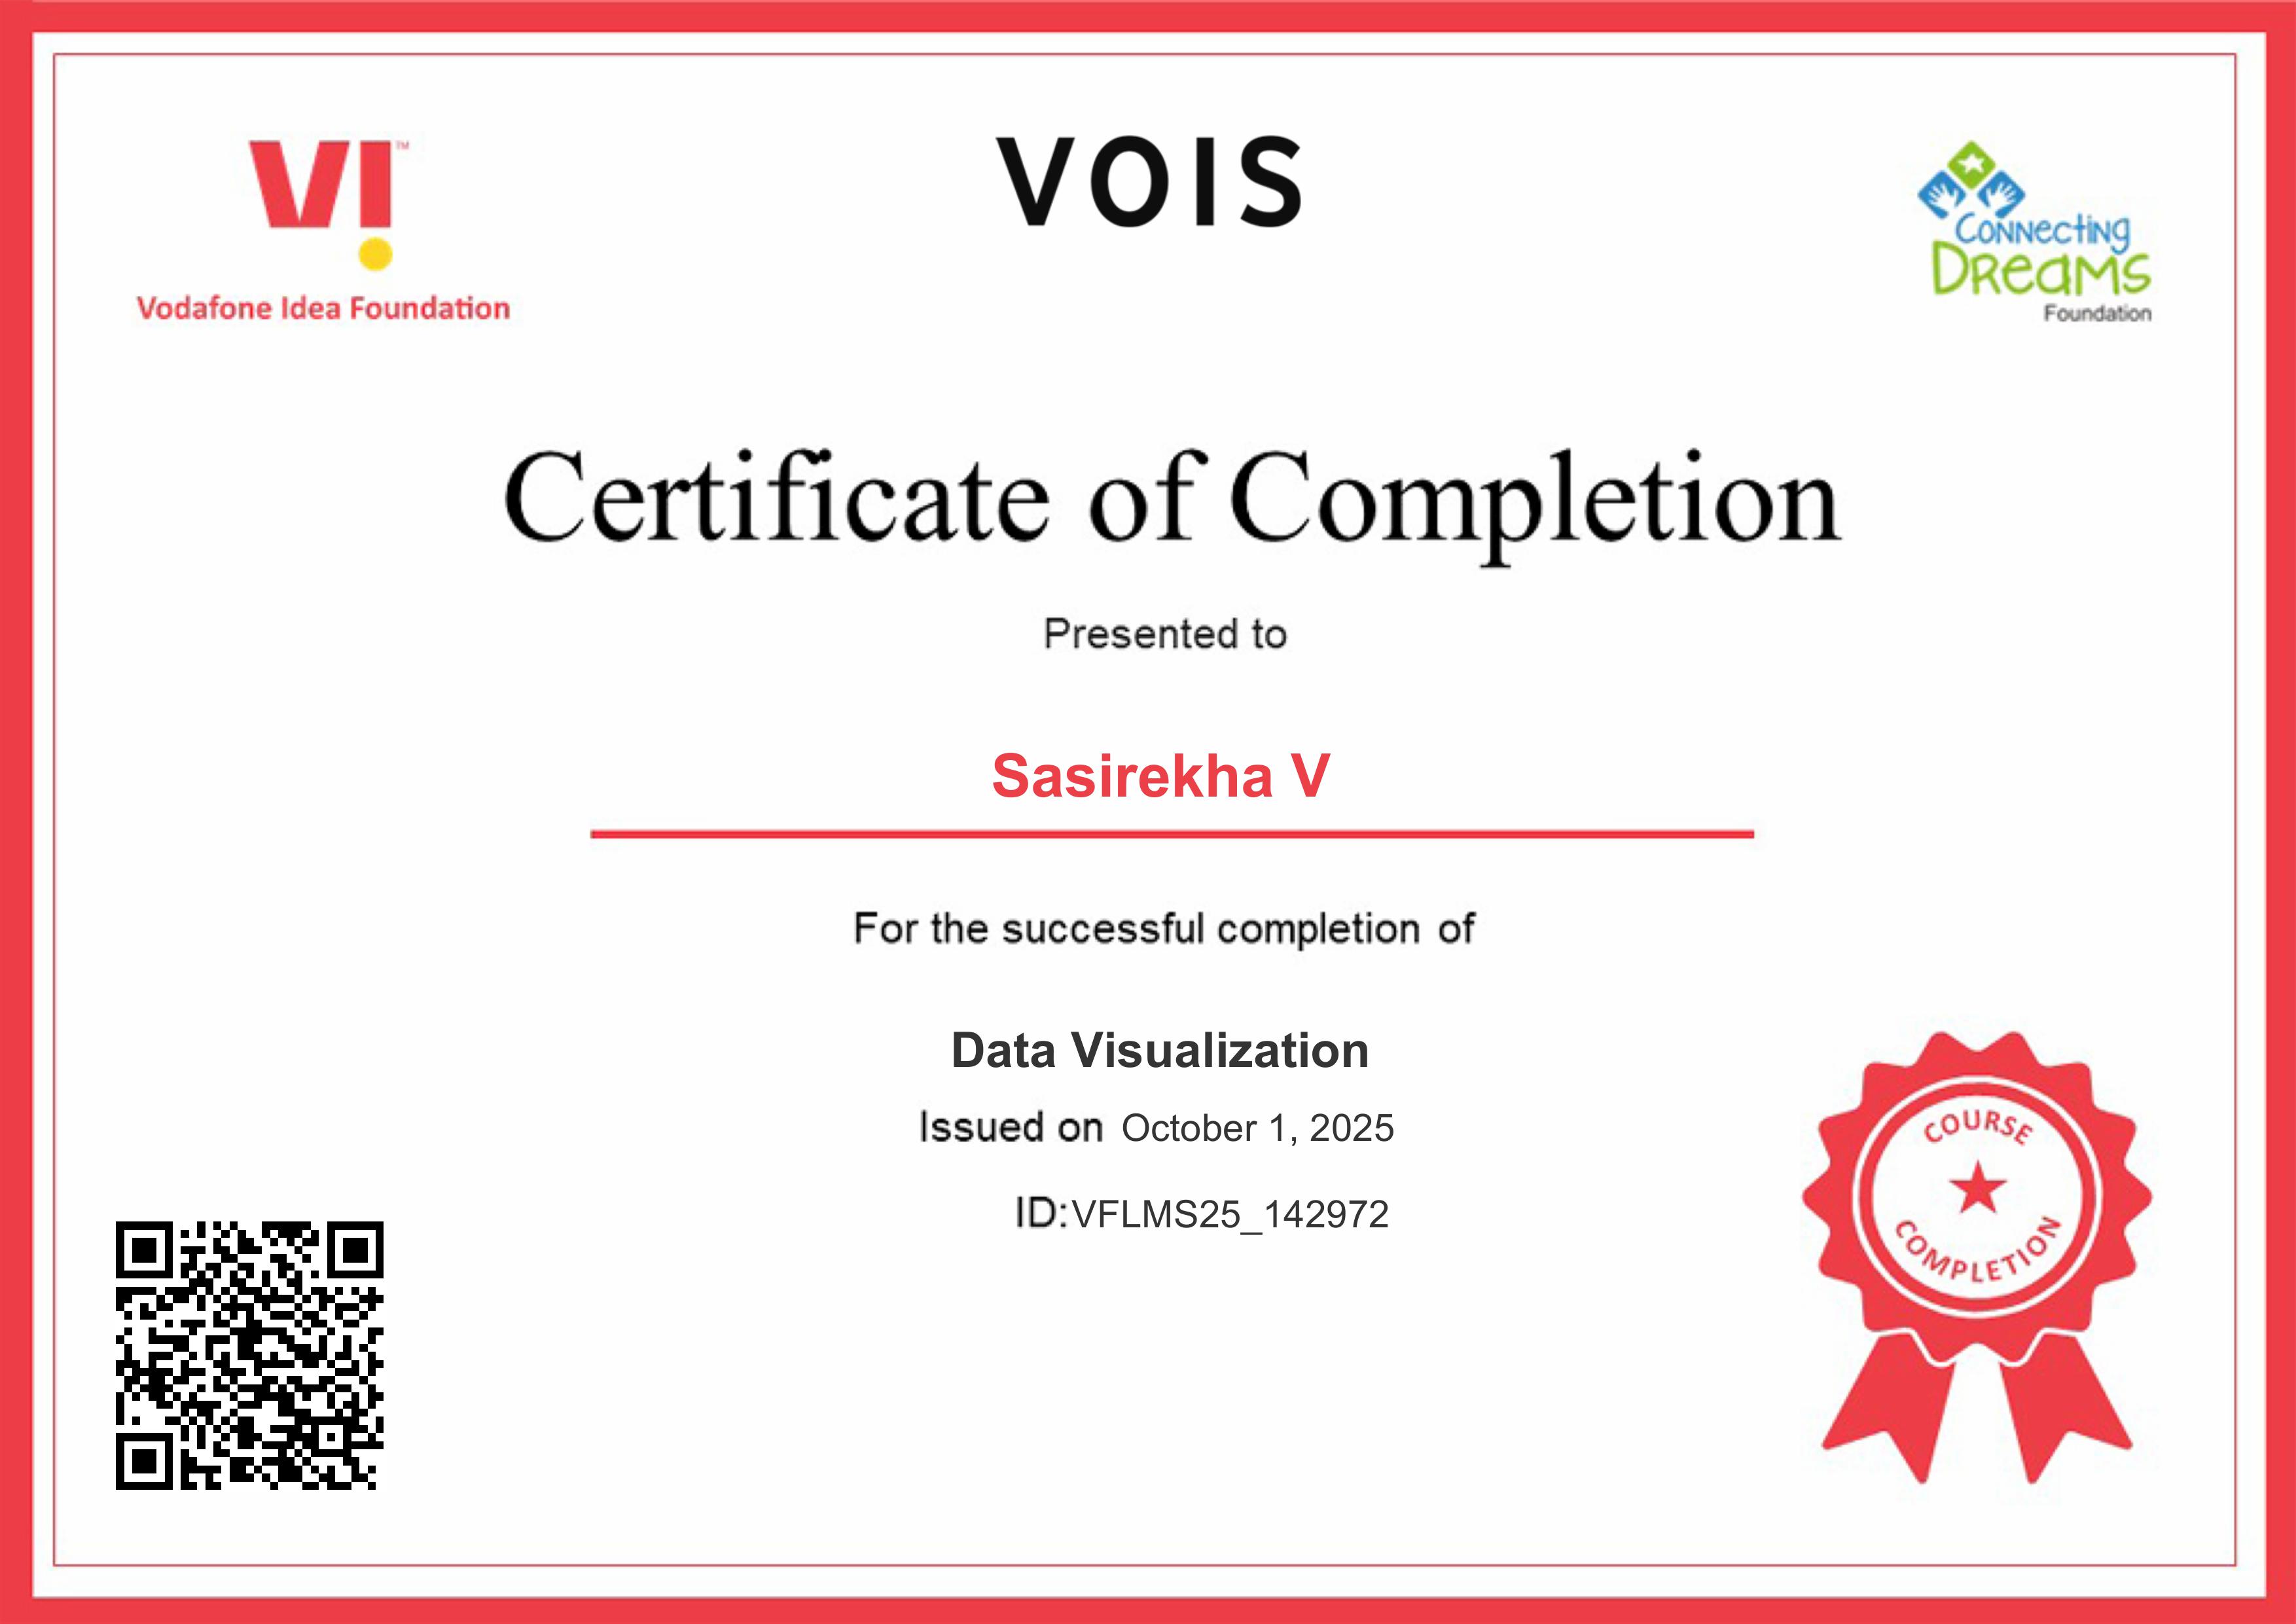 VI™
Vodafone Idea Foundation
VOIS
Connecting
Dreams
Foundation
Certificate of Completion
Presented to
Sasirekha V
For the successful completion of
Data Visualization
Issued on October 1, 2025
ID:VFLMS25_142972
COURSE
COMPLETION